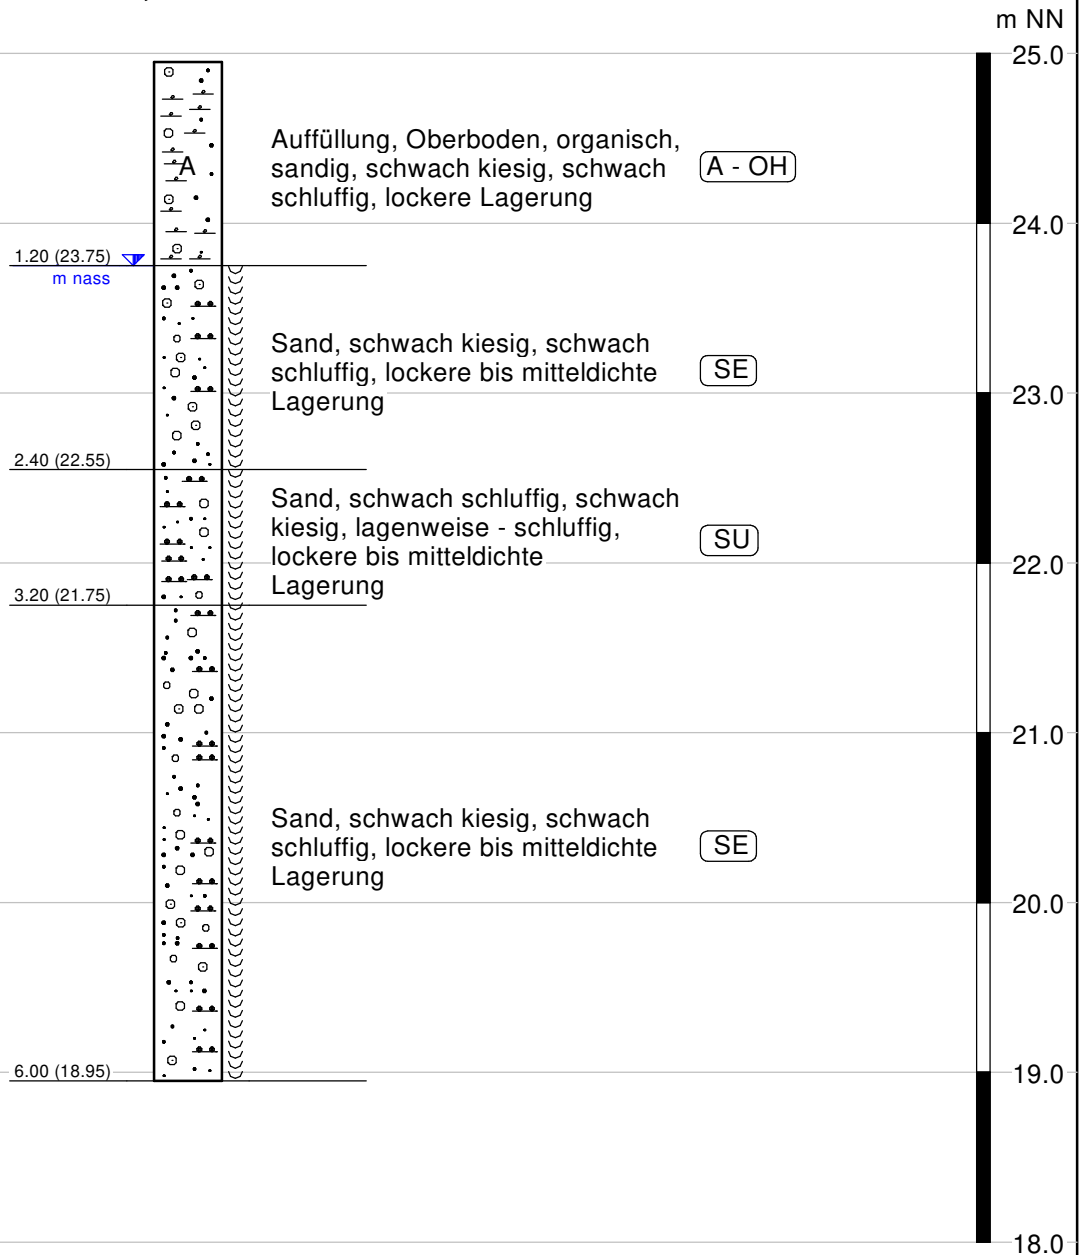 m NN
25.0
Auffüllung, Oberboden, organisch,
sandig, schwach kiesig, schwach
schluffig, lockere Lagerung
A - OH
A
24.0
1.20 (23.75)
m nass
Sand, schwach kiesig, schwach
schluffig, lockere bis mitteldichte
Lagerung
SE
23.0
2.40 (22.55)
Sand, schwach schluffig, schwach
kiesig, lagenweise - schluffig,
lockere bis mitteldichte
Lagerung
SU
22.0
3.20 (21.75)
21.0
Sand, schwach kiesig, schwach
schluffig, lockere bis mitteldichte
Lagerung
SE
20.0
6.00 (18.95)
19.0
18.0